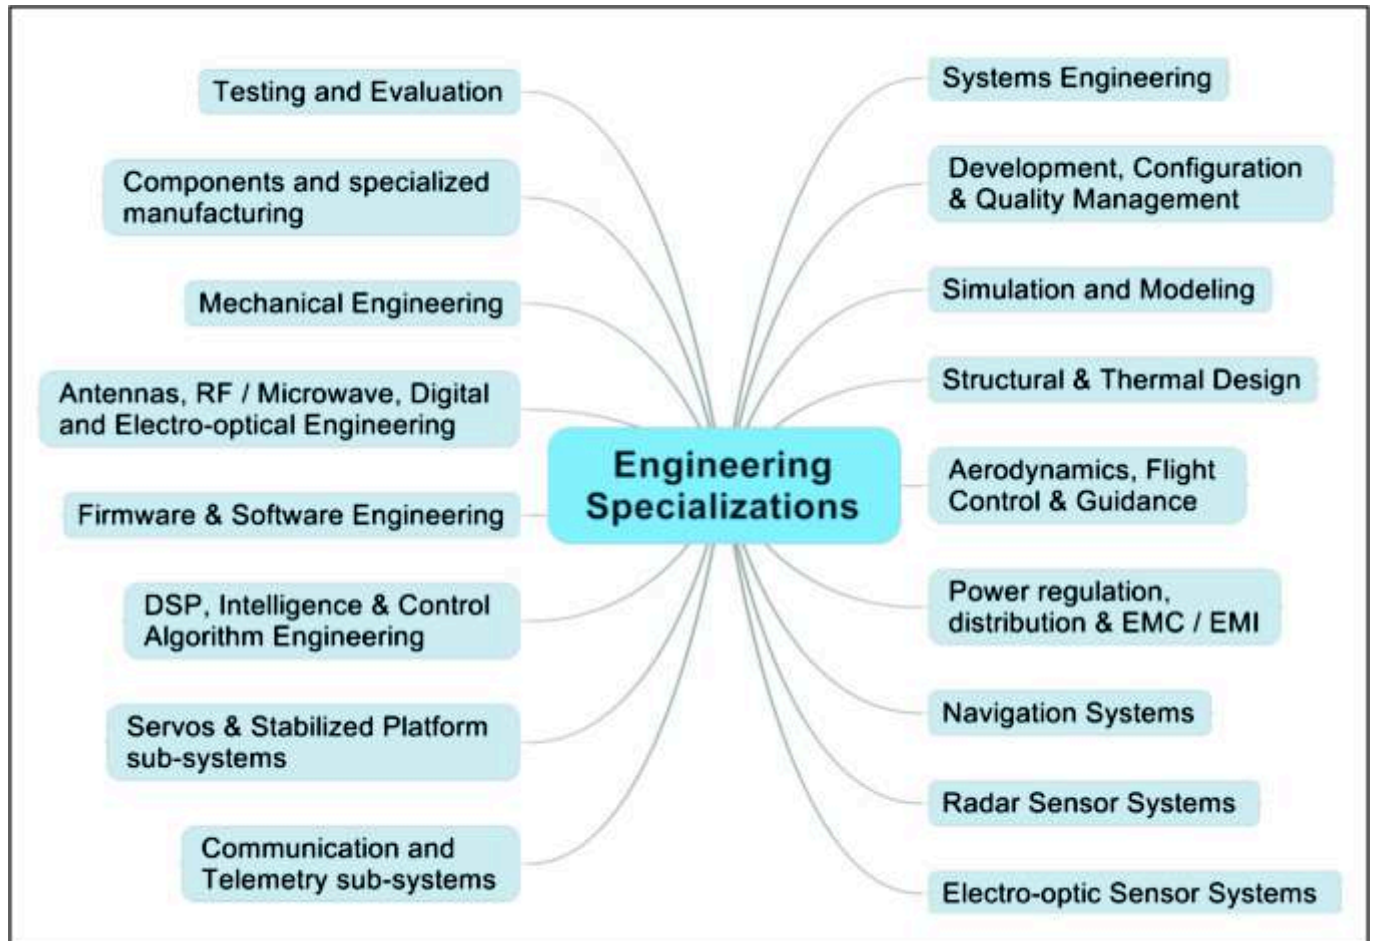 Testing and Evaluation
Components and specialized
manufacturing
Mechanical Engineering
Antennas, RF / Microwave, Digital
and Electro-optical Engineering
Firmware & Software Engineering
DSP, Intelligence & Control
Algorithm Engineering
Servos & Stabilized Platform
sub-systems
Communication and
Telemetry sub-systems
Engineering
Specializations
Systems Engineering
Development, Configuration
& Quality Management
Simulation and Modeling
Structural & Thermal Design
Aerodynamics, Flight
Control & Guidance
Power regulation,
distribution & EMC / EMI
Navigation Systems
Radar Sensor Systems
Electro-optic Sensor Systems